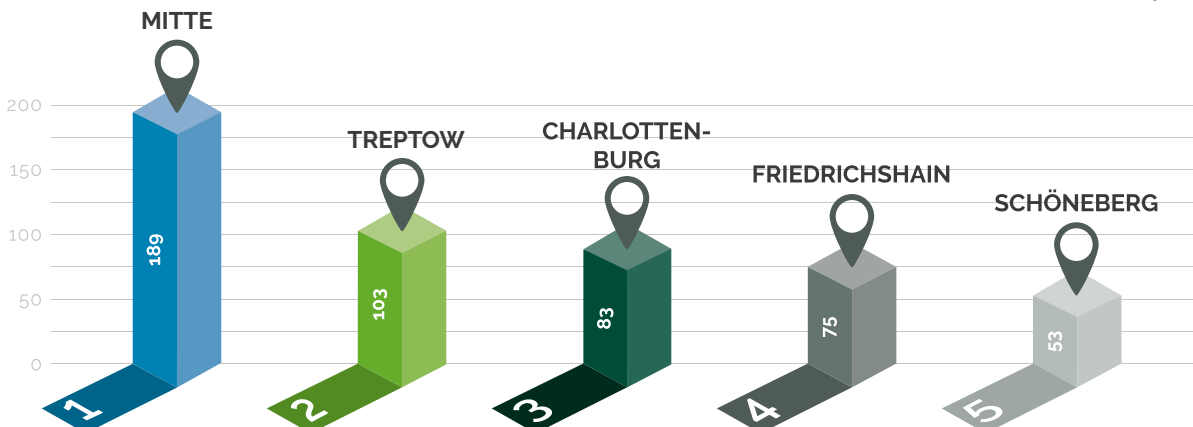 MITTE
TREPTOW
CHARLOTTEN-
BURG
FRIEDRICHSHAIN
SCHÖNEBERG
200
150
100
50
0
189
103
83
75
53
1
2
3
4
5